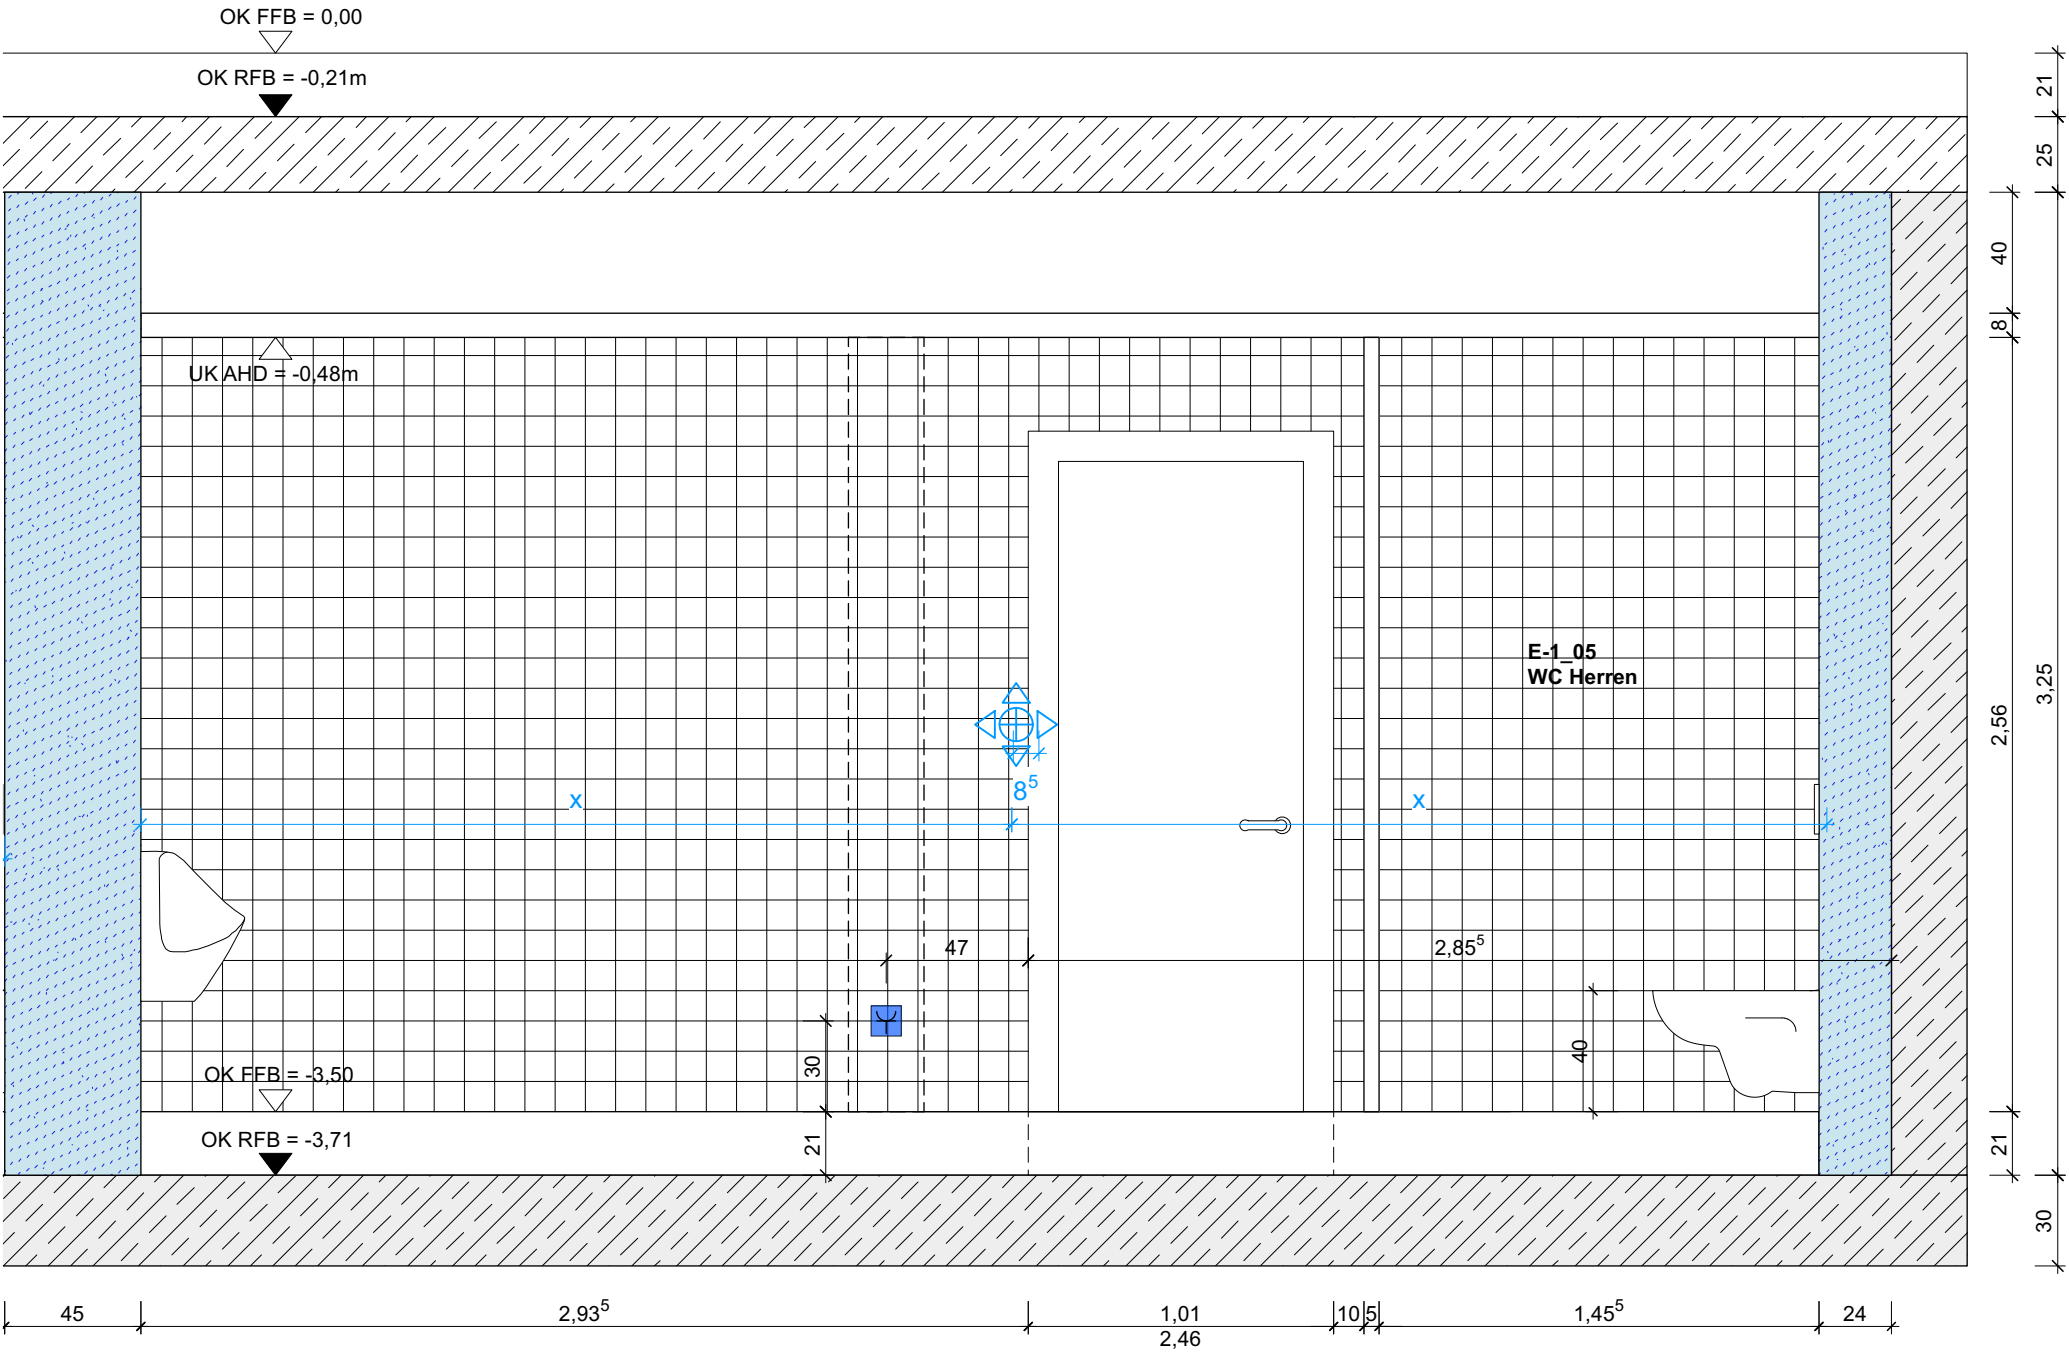 OK FFB = 0,00
OK RFB = -0,21m
21
25
40
8
UK AHD = -0,48m
E-1_05
WC Herren
3,25
2,56
8⁵
x
x
47
2,85⁵
30
40
OK FFB = -3,50
OK RFB = -3,71
21
21
30
45
2,93⁵
1,01
2,46
10
5
1,45⁵
24